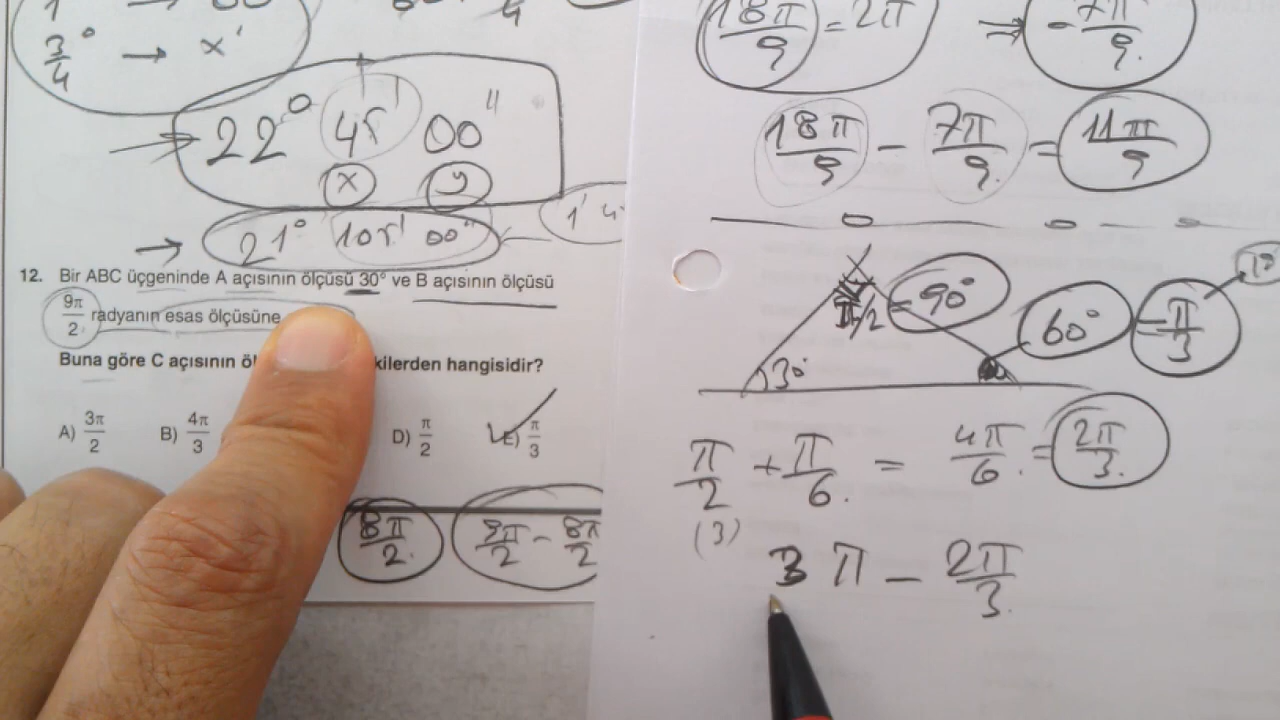 3/4° → x'
22° 45' 00"
x y
→ 21° 105' 00"
1'
12. Bir ABC üçgeninde A açısının ölçüsü 30° ve B açısının ölçüsü
9π/2 radyanın esas ölçüsüne
Buna göre C açısının öl kilerden hangisidir?
A) 3π/2 B) 4π/3 D) π/2 E) π/3
8π/2 9π/2 - 8π/2
18π/9 = 2π ⇒ -7π/9
18π/9 - 7π/9 = 11π/9
π/2 = 90° 60° = π/3
30°
π/2 + π/6 = 4π/6 = 2π/3
(3)
3π - 2π/3